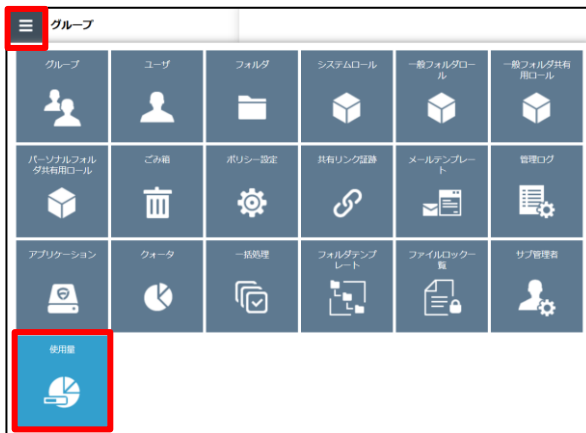 グループ
グループ
ユーザ
フォルダ
システムロール
一般フォルダロー
ル
一般フォルダ共有
用ロール
パーソナルフォル
ダ共有用ロール
ごみ箱
ポリシー設定
共有リンク証跡
メールテンプレー
ト
管理ログ
アプリケーション
クォータ
一括処理
フォルダテンプ
レート
ファイルロック一
覧
サブ管理者
使用量